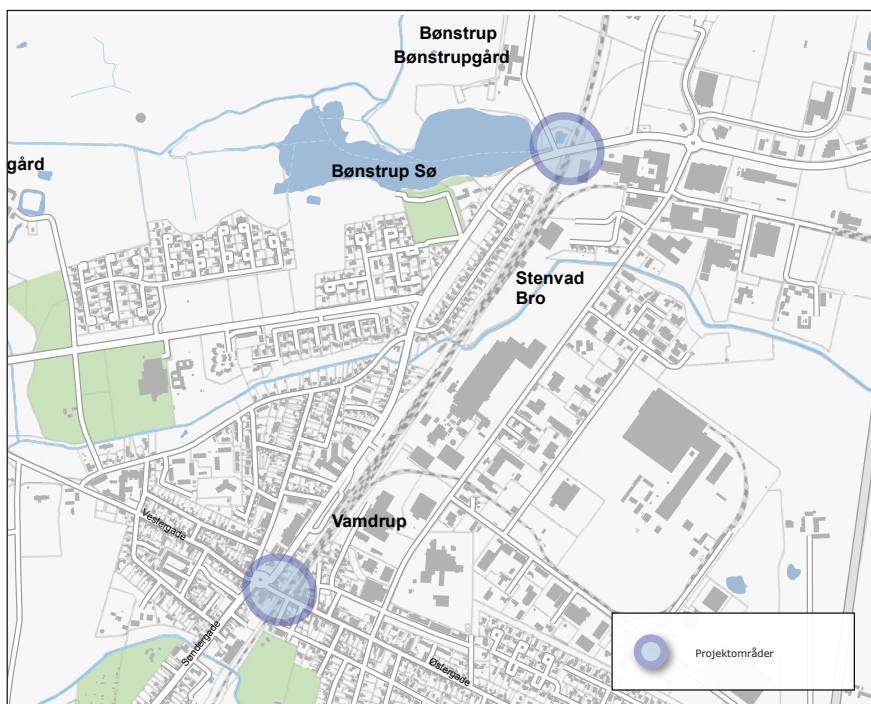 Bønstrup
Bønstrupgård
gård
Bønstrup Sø
Stenvad
Bro
Vamdrup
Vestergade
Søndergade
Østergade
Projektområder